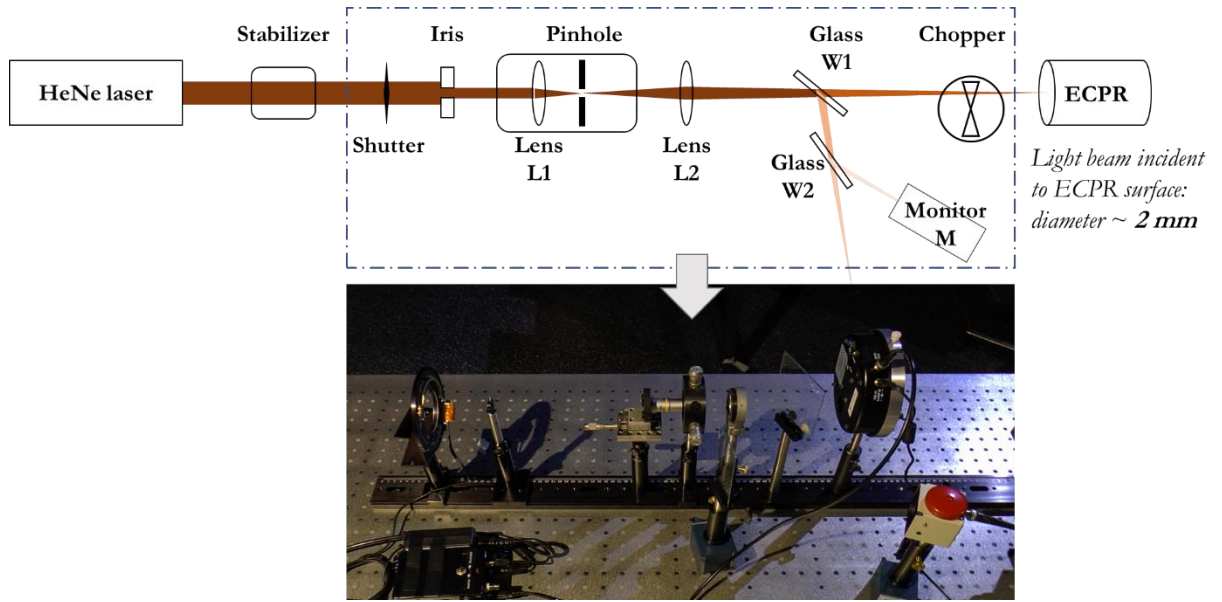 HeNe laser
Stabilizer
Shutter
Iris
Pinhole
Lens
L1
Lens
L2
Glass
W1
Glass
W2
Monitor
M
Chopper
ECPR
Light beam incident
to ECPR surface:
diameter ~ 2 mm